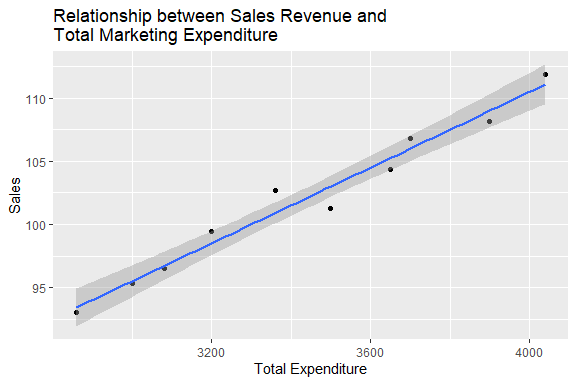 Relationship between Sales Revenue and
Total Marketing Expenditure
110
105
100
95
Sales
3200
3600
4000
Total Expenditure